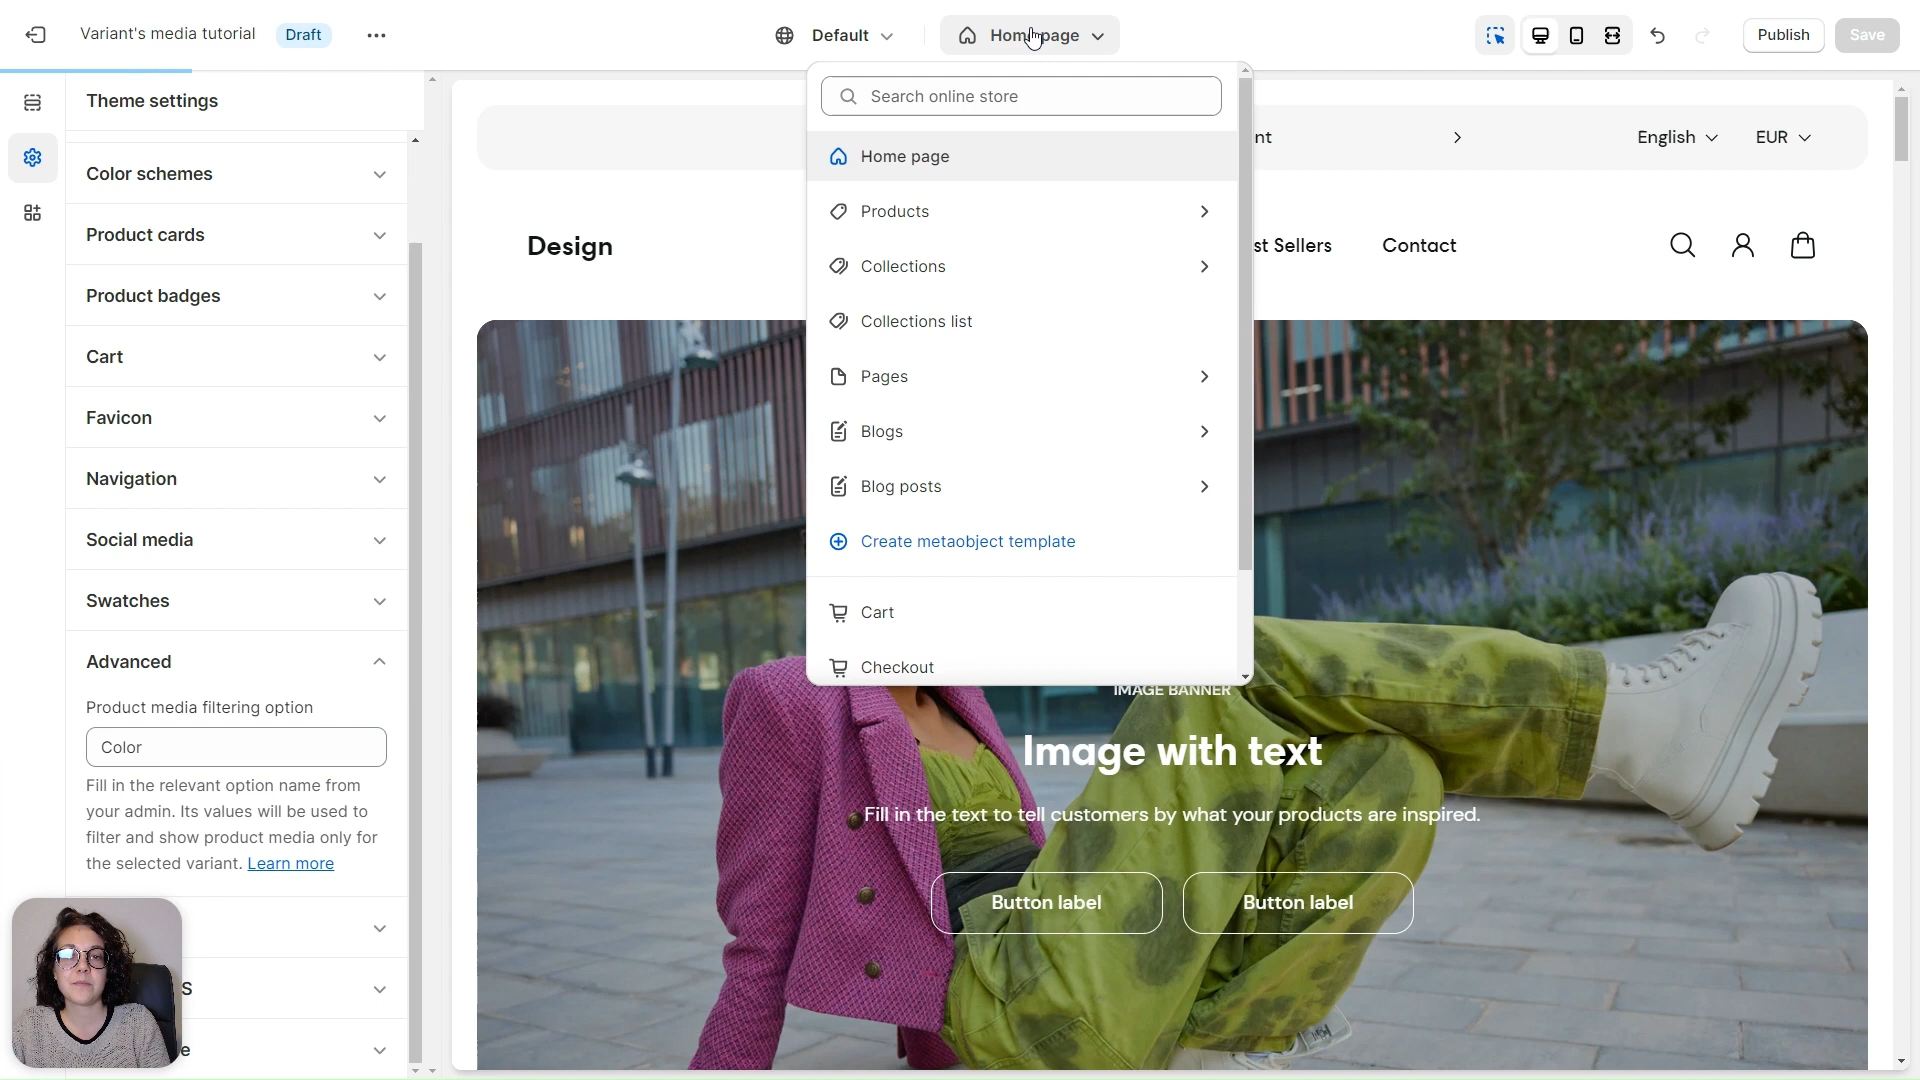 Variant's media tutorial
Draft
Default
Home page
Publish
Save
Theme settings
Color schemes
Product cards
Product badges
Cart
Favicon
Navigation
Social media
Swatches
Advanced
Product media filtering option
Color
Fill in the relevant option name from
your admin. Its values will be used to
filter and show product media only for
the selected variant. Learn more
S
e
Search online store
Home page
Products
Collections
Collections list
Pages
Blogs
Blog posts
Create metaobject template
Cart
Checkout
nt
English
EUR
Design
st Sellers
Contact
IMAGE BANNER
Image with text
Fill in the text to tell customers by what your products are inspired.
Button label
Button label